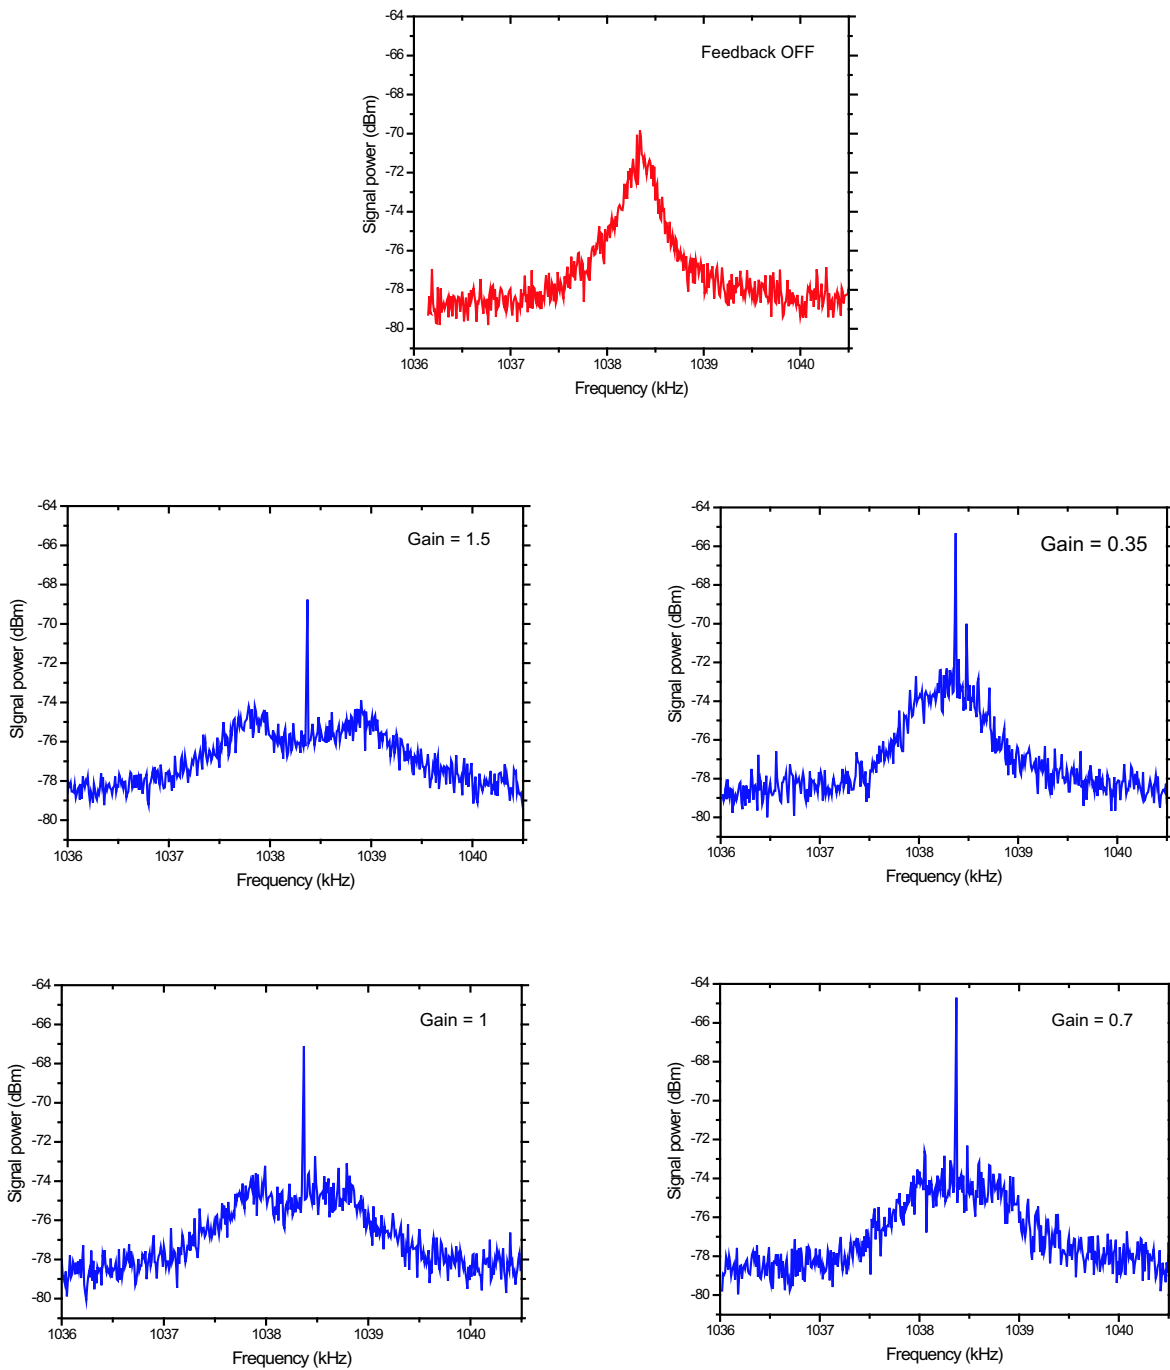 -64
-66
-68
-70
-72
-74
-76
-78
-80
Signal power (dBm)
Feedback OFF
1036 1037 1038 1039 1040
Frequency (kHz)
-64
-66
-68
-70
-72
-74
-76
-78
-80
SIgnal power (dBm)
Gain = 1.5
1036 1037 1038 1039 1040
Frequency (kHz)
-64
-66
-68
-70
-72
-74
-76
-78
-80
Signal power (dBm)
Gain = 0.35
1036 1037 1038 1039 1040
Frequency (kHz)
-64
-66
-68
-70
-72
-74
-76
-78
-80
Signal power (dBm)
Gain = 1
1036 1037 1038 1039 1040
Frequency (kHz)
-64
-66
-68
-70
-72
-74
-76
-78
-80
Signal power (dBm)
Gain = 0.7
1036 1037 1038 1039 1040
Frequency (kHz)